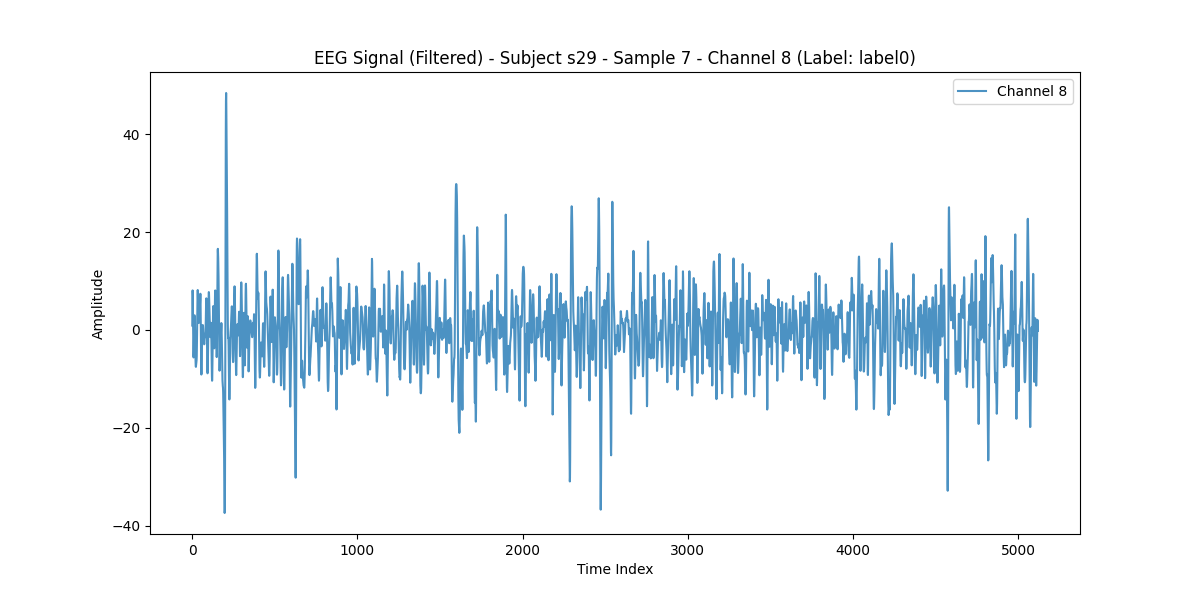 EEG Signal (Filtered) - Subject s29 - Sample 7 - Channel 8 (Label: label0)
Channel 8
Amplitude
40
20
0
−20
−40
0 1000 2000 3000 4000 5000
Time Index